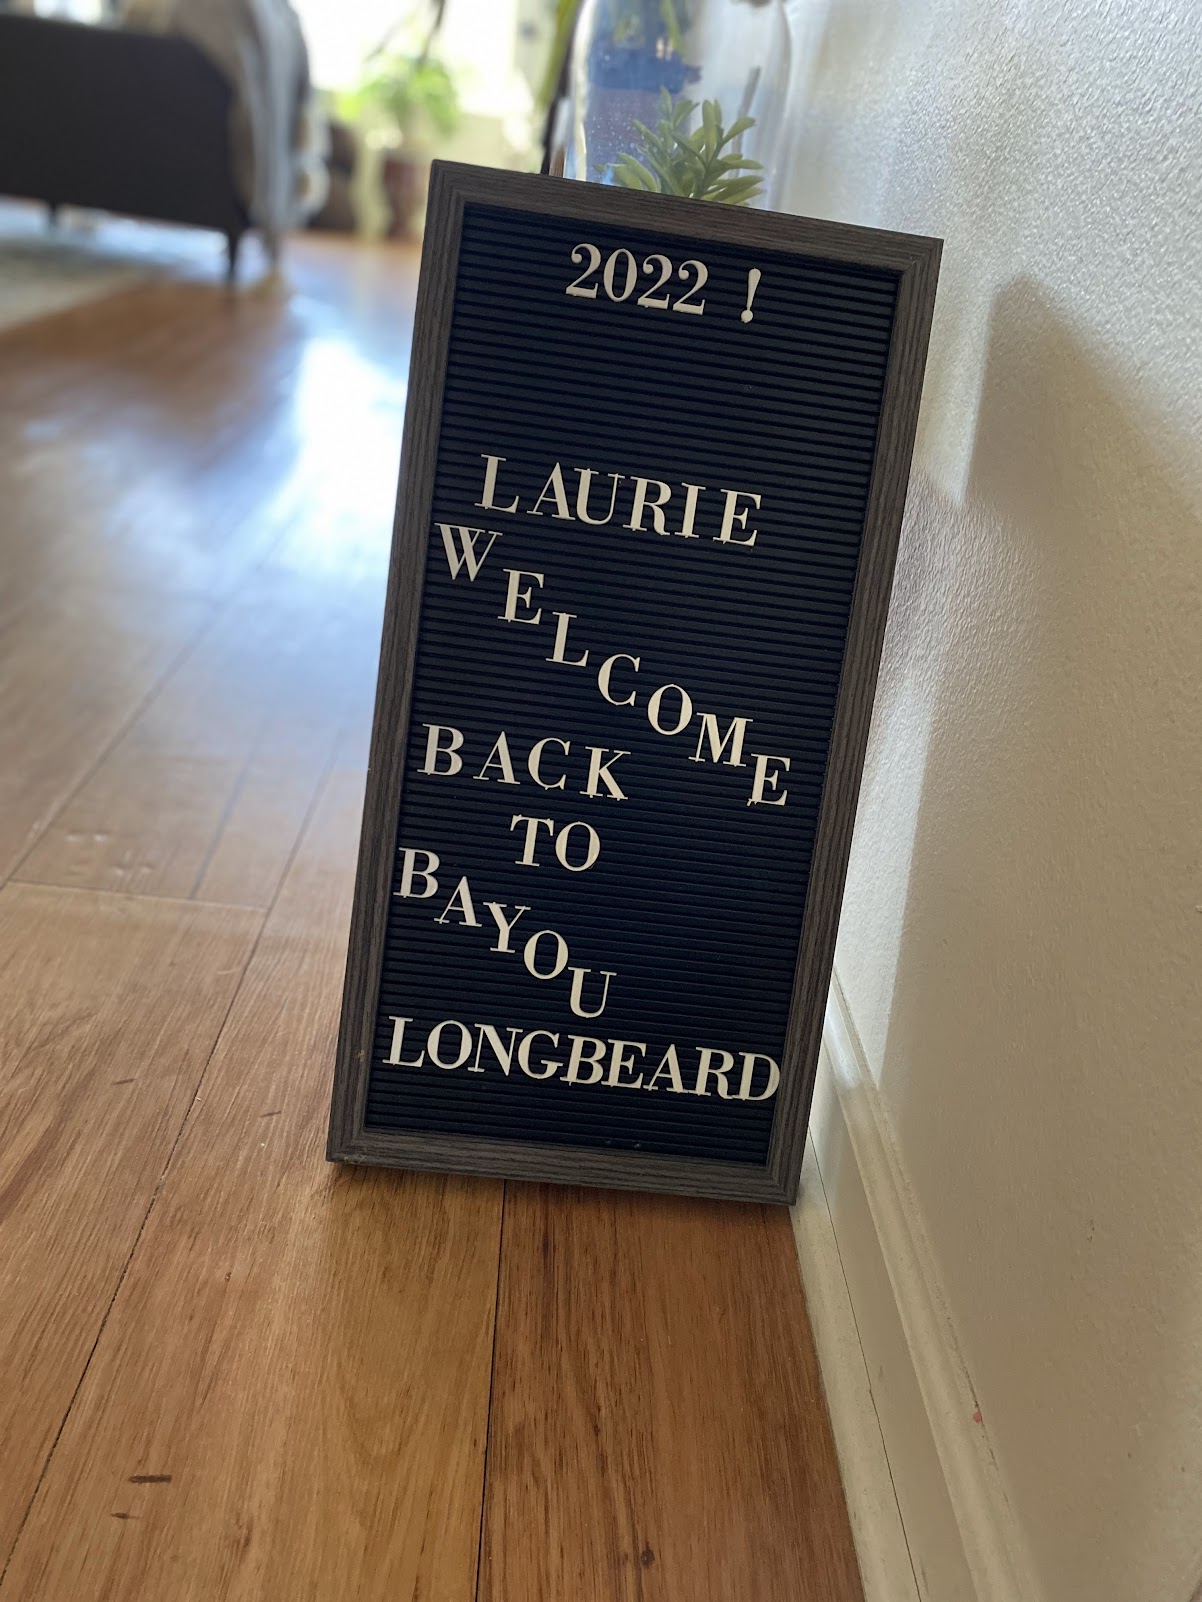 2022 !
LAURIE
WELCOME
BACK
TO
BAYOU
LONGBEARD